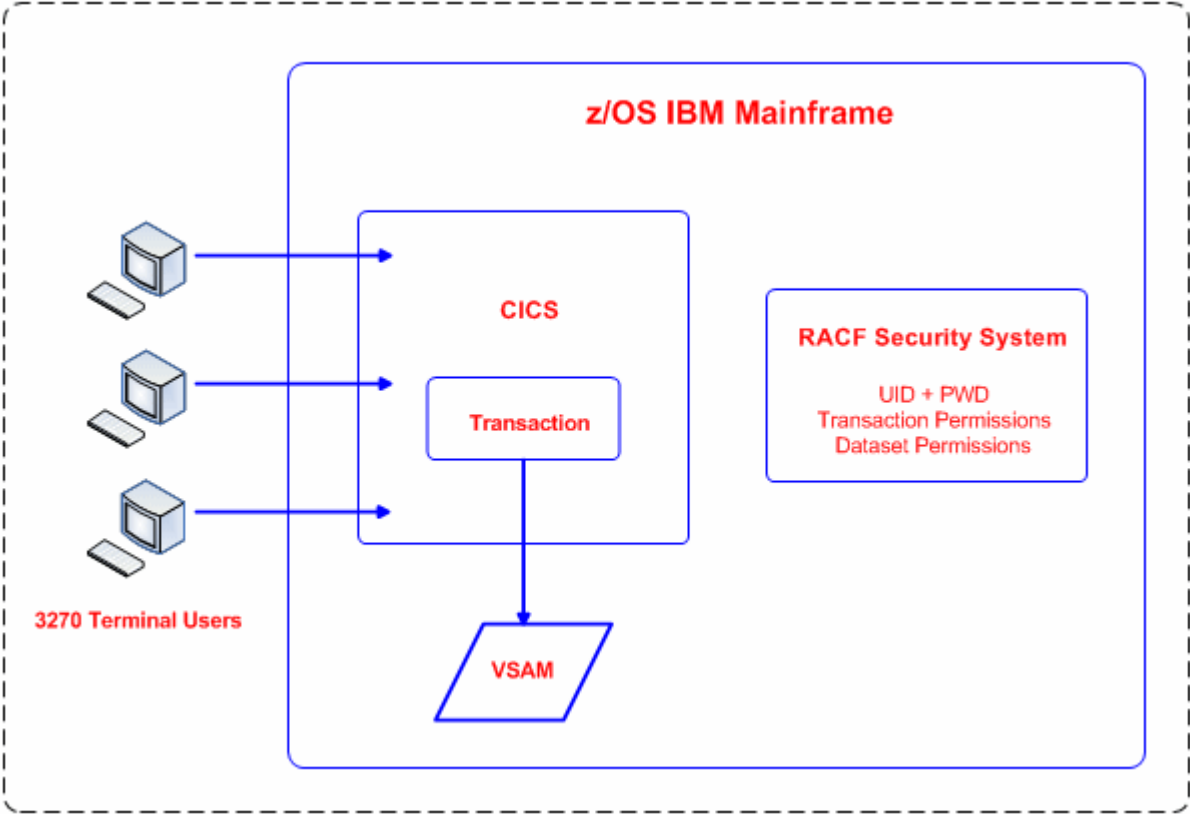 z/OS IBM Mainframe
CICS
RACF Security System
UID + PWD
Transaction Permissions
Dataset Permissions
Transaction
3270 Terminal Users
VSAM